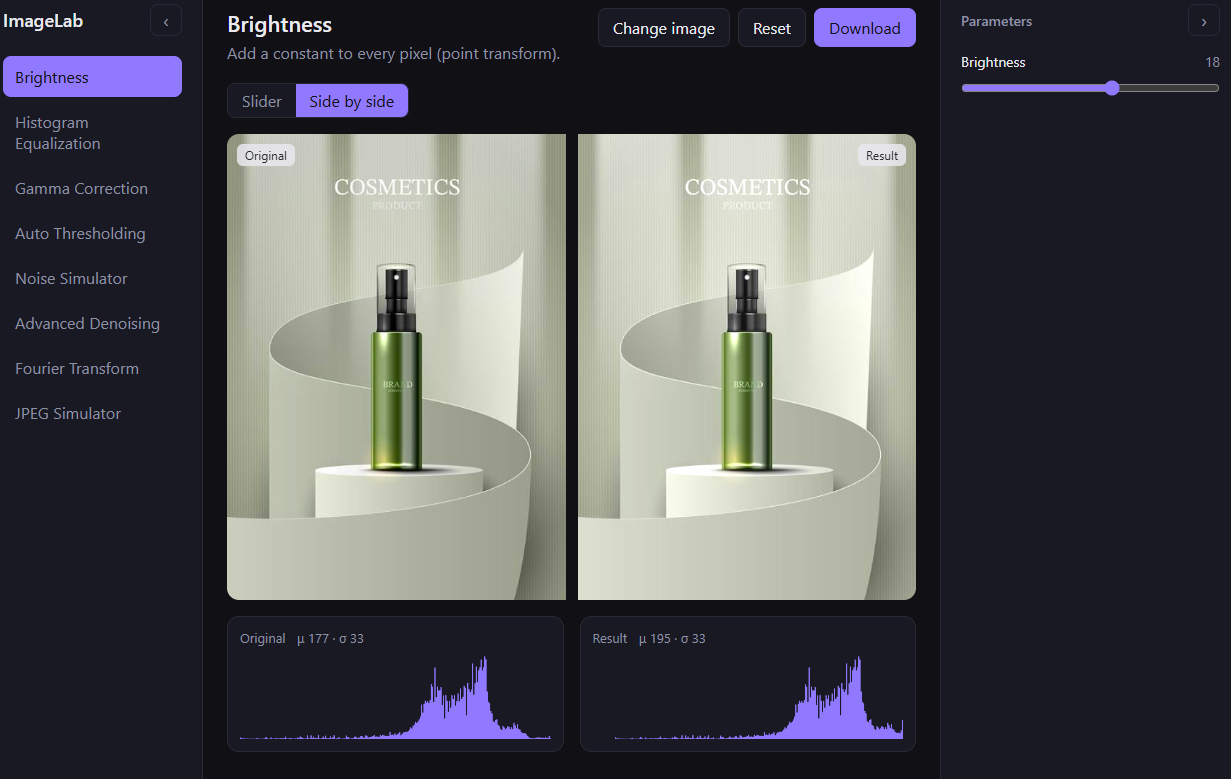 ImageLab
‹
Brightness
Histogram
Equalization
Gamma Correction
Auto Thresholding
Noise Simulator
Advanced Denoising
Fourier Transform
JPEG Simulator
Brightness
Add a constant to every pixel (point transform).
Change image
Reset
Download
Slider
Side by side
Original
COSMETICS
PRODUCT
BRAND
Result
COSMETICS
PRODUCT
BRAND
Original μ 177 · σ 33
Result μ 195 · σ 33
Parameters
›
Brightness 18